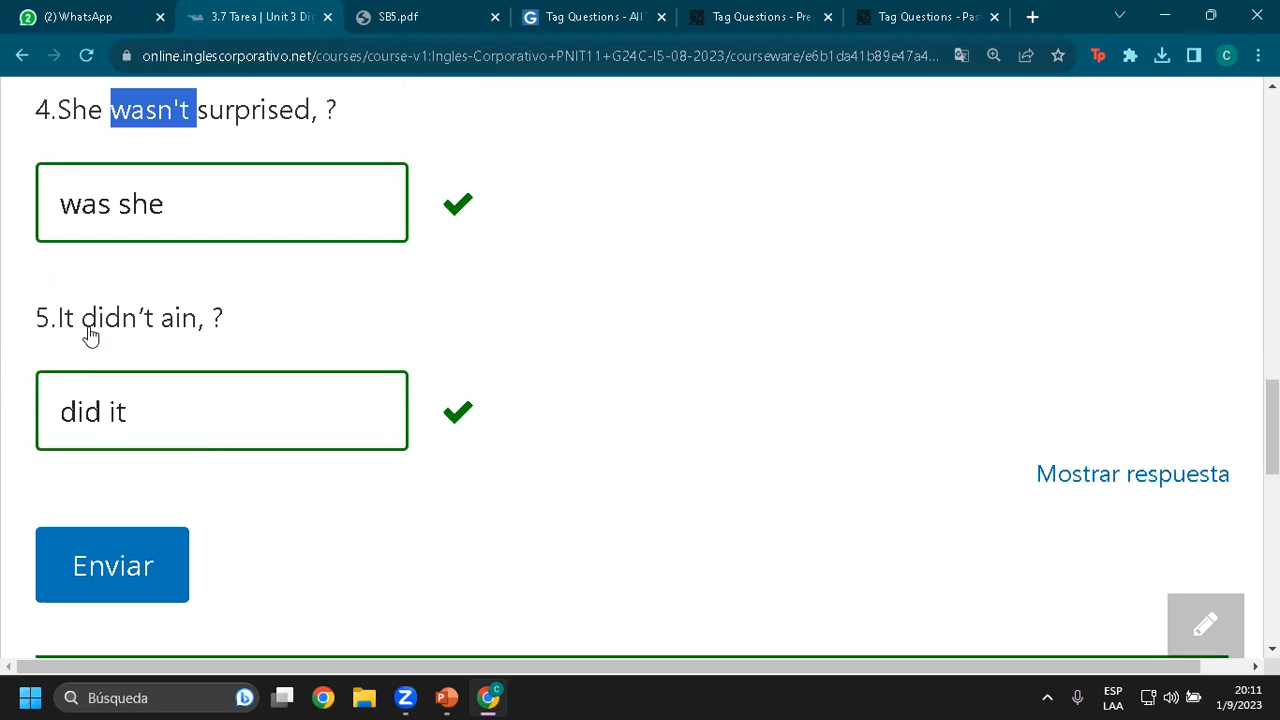 (2) WhatsApp
3.7 Tarea | Unit 3 Di
SB5.pdf
Tag Questions - All
Tag Questions - Pre
Tag Questions - Pas
online.inglescorporativo.net/courses/course-v1:Ingles-Corporativo+PNIT11+G24C-I5-08-2023/courseware/e6b1da41b89e47a4...
4.She wasn't surprised, ?
was she
5.It didn’t ain, ?
did it
Mostrar respuesta
Enviar
Búsqueda
ESP
LAA
20:11
1/9/2023